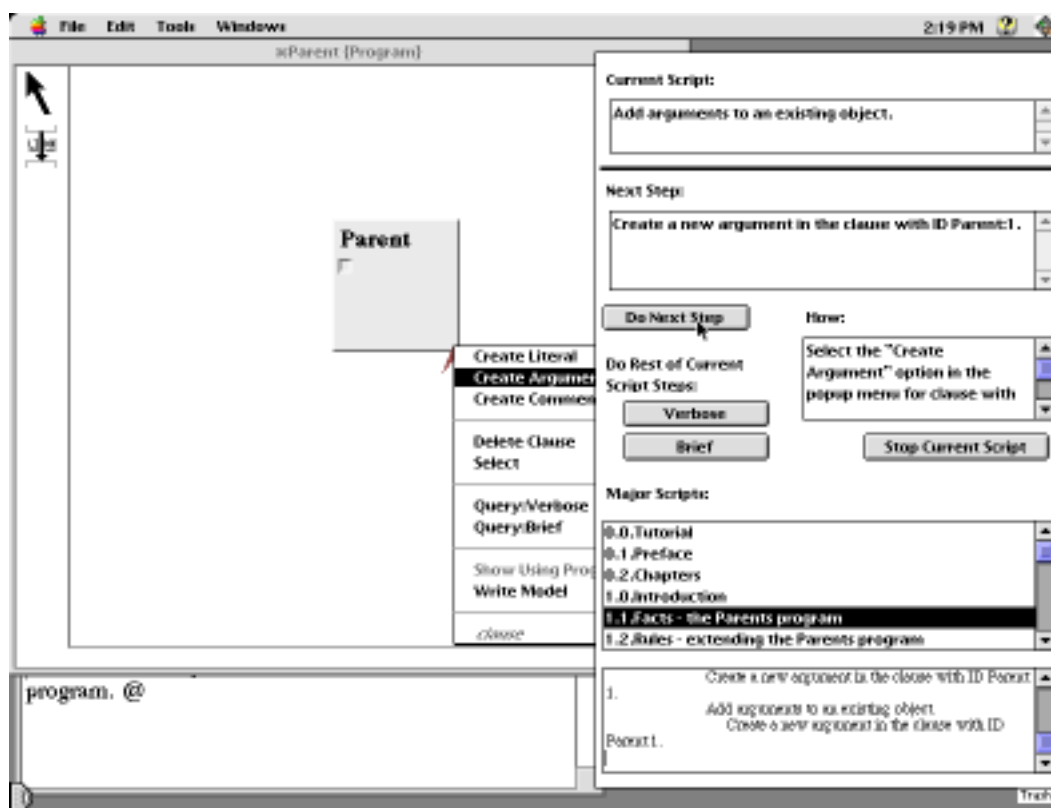 File Edit Tools Windows
2:19 PM
Parent (Program)
Parent
Create Literal
Create Argumen
Create Commen
Delete Clause
Select
Query:Verbose
Query:Brief
Show Using Prog
Write Model
clause
program. @
Current Script:
Add arguments to an existing object.
Next Step:
Create a new argument in the clause with ID Parent:1.
Do Next Step
How:
Do Rest of Current
Script Steps:
Select the "Create
Argument" option in the
popup menu for clause with
Verbose
Brief
Stop Current Script
Major Scripts:
0.0.Tutorial
0.1.Preface
0.2.Chapters
1.0.Introduction
1.1.Facts - the Parents program
1.2.Rules - extending the Parents program
Create a new argument in the clause with ID Parent
1.
Add arguments to an existing object.
Create a new argument in the clause with ID
Parent:1.
Trash